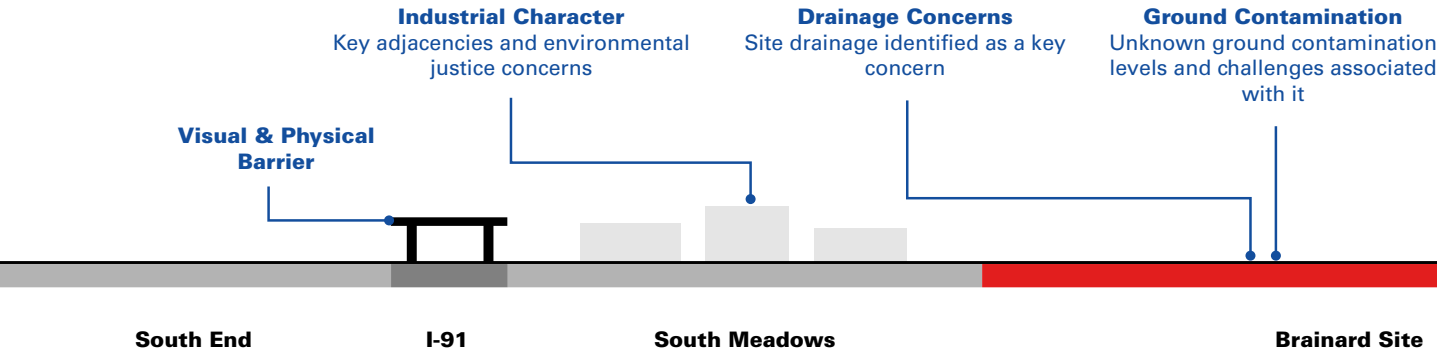 Industrial Character
Key adjacencies and environmental
justice concerns
Drainage Concerns
Site drainage identified as a key
concern
Ground Contamination
Unknown ground contamination
levels and challenges associated
with it
Visual & Physical
Barrier
South End
I-91
South Meadows
Brainard Site